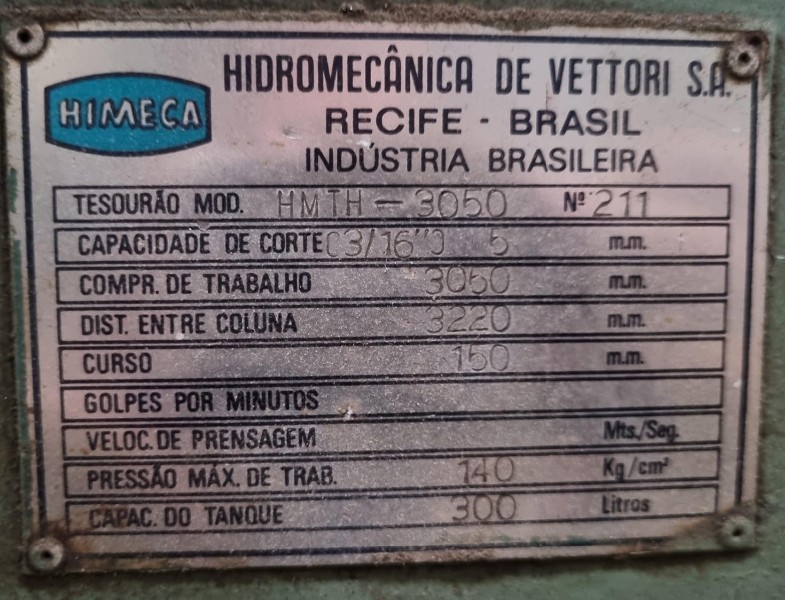 HIMECA
HIDROMECÂNICA DE VETTORI S.A.
RECIFE - BRASIL
INDÚSTRIA BRASILEIRA
TESOURÃO MOD. HMTH - 3050 Nº 211
CAPACIDADE DE CORTE (3/16") 5 m.m.
COMPR. DE TRABALHO 3050 m.m.
DIST. ENTRE COLUNA 3220 m.m.
CURSO 150 m.m.
GOLPES POR MINUTOS
VELOC. DE PRENSAGEM Mts./Seg.
PRESSÃO MÁX. DE TRAB. 140 Kg/cm²
CAPAC. DO TANQUE 300 Litros